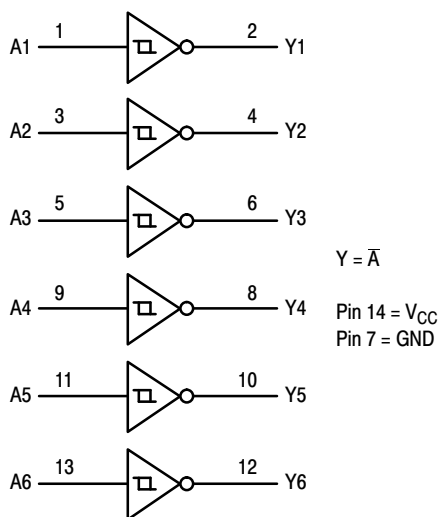 A1 1 2 Y1
A2 3 4 Y2
A3 5 6 Y3
Y = A̅
A4 9 8 Y4
Pin 14 = VCC
Pin 7 = GND
A5 11 10 Y5
A6 13 12 Y6